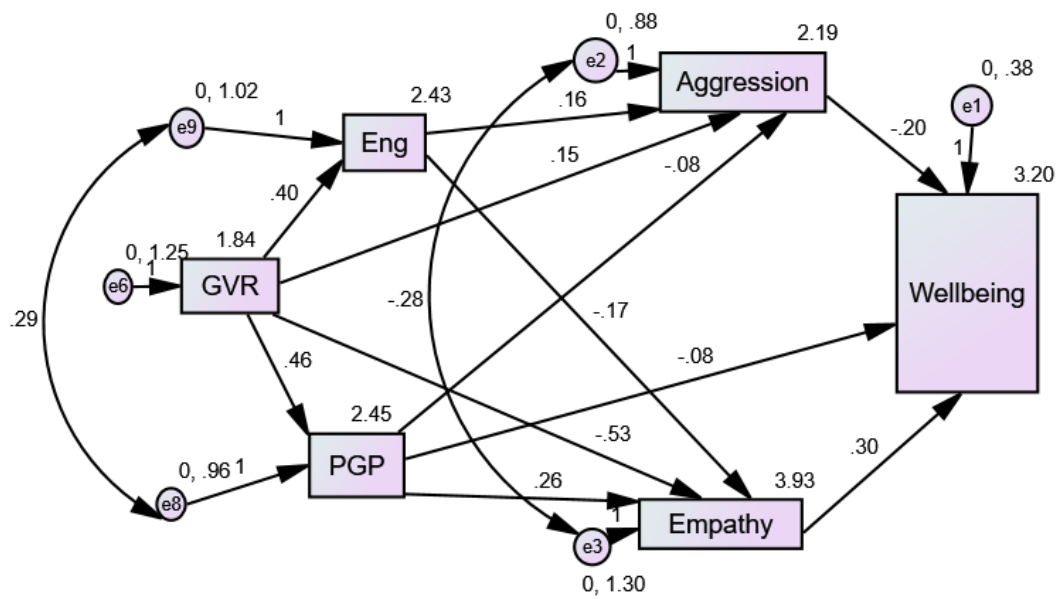 0, .88
2.19
e2
1
Aggression
0, .38
e1
0, 1.02
2.43
.16
e9
1
Eng
-.20
1
.15
-.08
3.20
.40
0, 1.25
1.84
e6
1
GVR
Wellbeing
-.28
-.17
.29
.46
-.08
2.45
-.53
.30
0, .96
1
PGP
.26
3.93
e8
1
Empathy
e3
0, 1.30